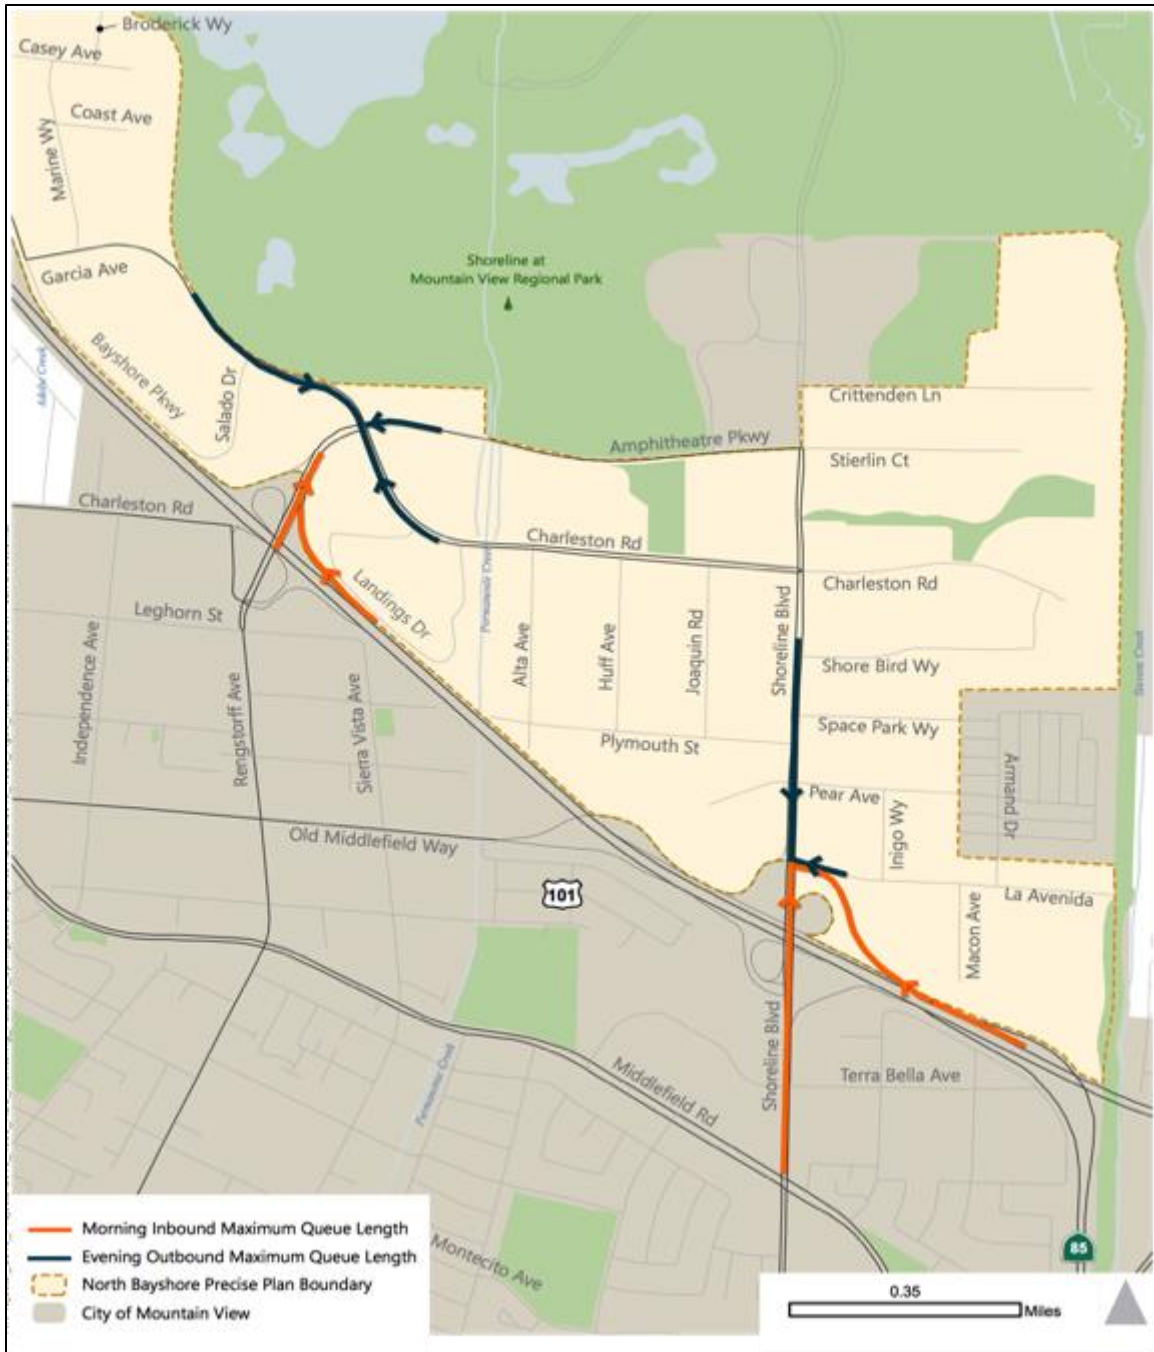 Broderick Wy
Casey Ave
Coast Ave
Marine Wy
Garcia Ave
Shoreline at
Mountain View Regional Park
Bayshore Pkwy
Salado Dr
Adobe Creek
Crittenden Ln
Amphitheatre Pkwy
Stierlin Ct
Charleston Rd
Charleston Rd
Charleston Rd
Landings Dr
Permanente Creek
Leghorn St
Independence Ave
Rengstorff Ave
Sierra Vista Ave
Alta Ave
Huff Ave
Joaquin Rd
Shoreline Blvd
Shore Bird Wy
Space Park Wy
Plymouth St
Pear Ave
Inigo Wy
Armand Dr
Old Middlefield Way
101
La Avenida
Macon Ave
Shoreline Blvd
Terra Bella Ave
Middlefield Rd
Montecito Ave
85
Morning Inbound Maximum Queue Length
Evening Outbound Maximum Queue Length
North Bayshore Precise Plan Boundary
City of Mountain View
0.35
Miles